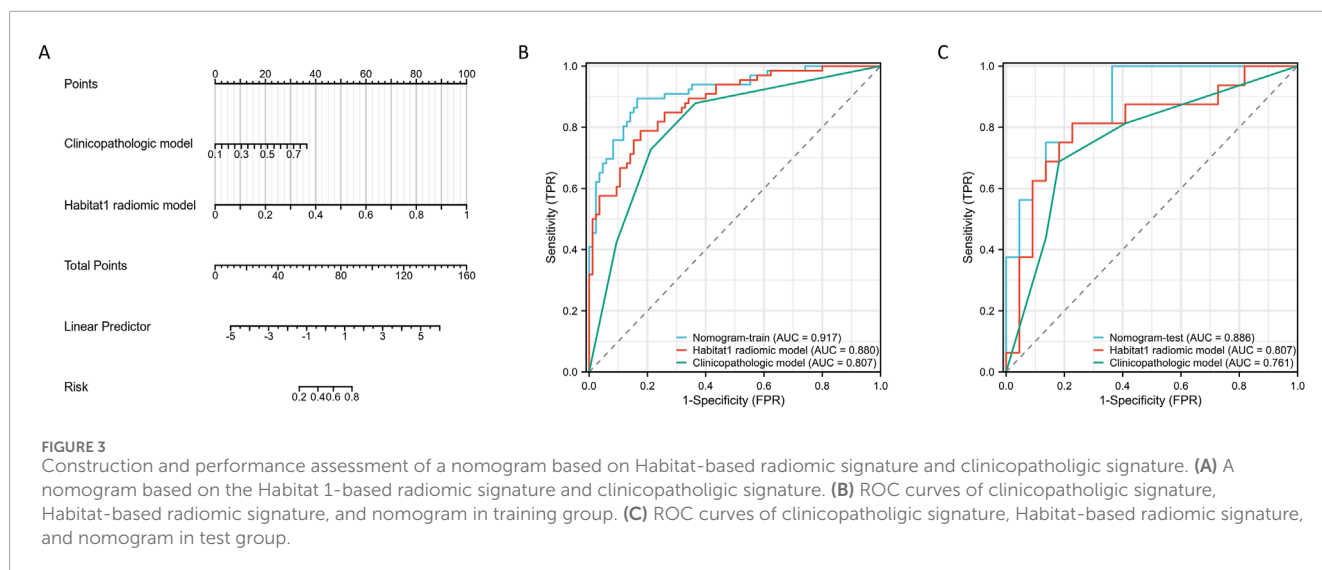 A
Points
0 20 40 60 80 100
Clinicopathologic model
0.1 0.3 0.5 0.7
Habitat1 radiomic model
0 0.2 0.4 0.6 0.8 1
Total Points
0 40 80 120 160
Linear Predictor
-5 -3 -1 1 3 5
Risk
0.2 0.40.6 0.8
B
Sensitivity (TPR)
1.0
0.8
0.6
0.4
0.2
0.0
Nomogram-train (AUC = 0.917)
Habitat1 radiomic model (AUC = 0.880)
Clinicopathologic model (AUC = 0.807)
0.0 0.2 0.4 0.6 0.8 1.0
1-Specificity (FPR)
C
Sensitivity (TPR)
1.0
0.8
0.6
0.4
0.2
0.0
Nomogram-test (AUC = 0.886)
Habitat1 radiomic model (AUC = 0.807)
Clinicopathologic model (AUC = 0.761)
0.0 0.2 0.4 0.6 0.8 1.0
1-Specificity (FPR)
FIGURE 3
Construction and performance assessment of a nomogram based on Habitat-based radiomic signature and clinicopatholigic signature. (A) A
nomogram based on the Habitat 1-based radiomic signature and clinicopatholigic signature. (B) ROC curves of clinicopatholigic signature,
Habitat-based radiomic signature, and nomogram in training group. (C) ROC curves of clinicopatholigic signature, Habitat-based radiomic signature,
and nomogram in test group.